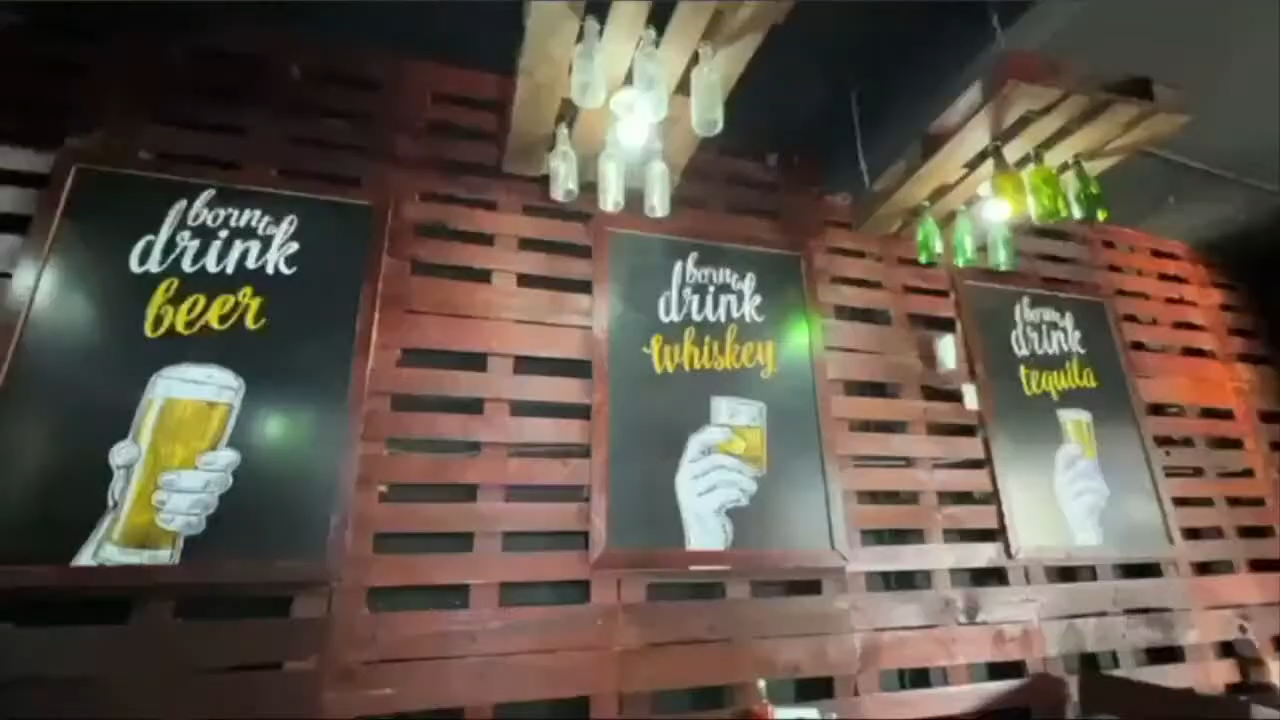 born to
drink
beer
born to
drink
whiskey
born to
drink
tequila